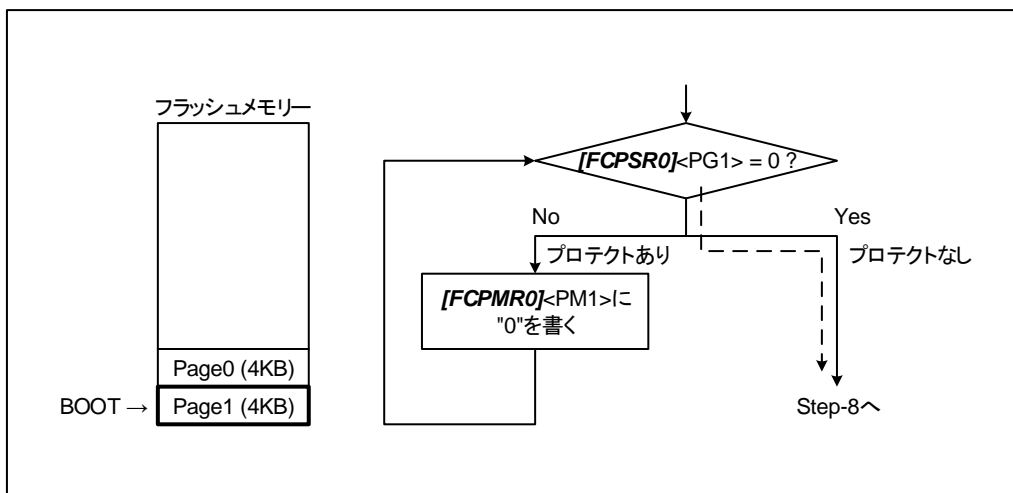 フラッシュメモリー
Page0 (4KB)
BOOT → Page1 (4KB)
[FCPSR0]<PG1> = 0 ?
No
Yes
プロテクトあり
プロテクトなし
[FCPMR0]<PM1>に
"0"を書く
Step-8へ